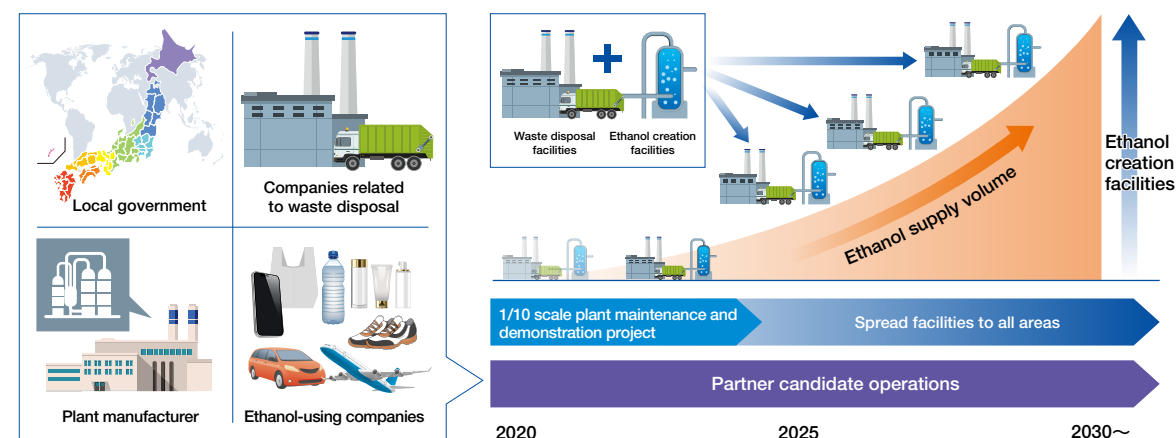 Local government
Companies related
to waste disposal
Plant manufacturer
Ethanol-using companies
Waste disposal
facilities
Ethanol creation
facilities
Ethanol supply volume
Ethanol
creation
facilities
1/10 scale plant maintenance and
demonstration project
Spread facilities to all areas
Partner candidate operations
2020
2025
2030～